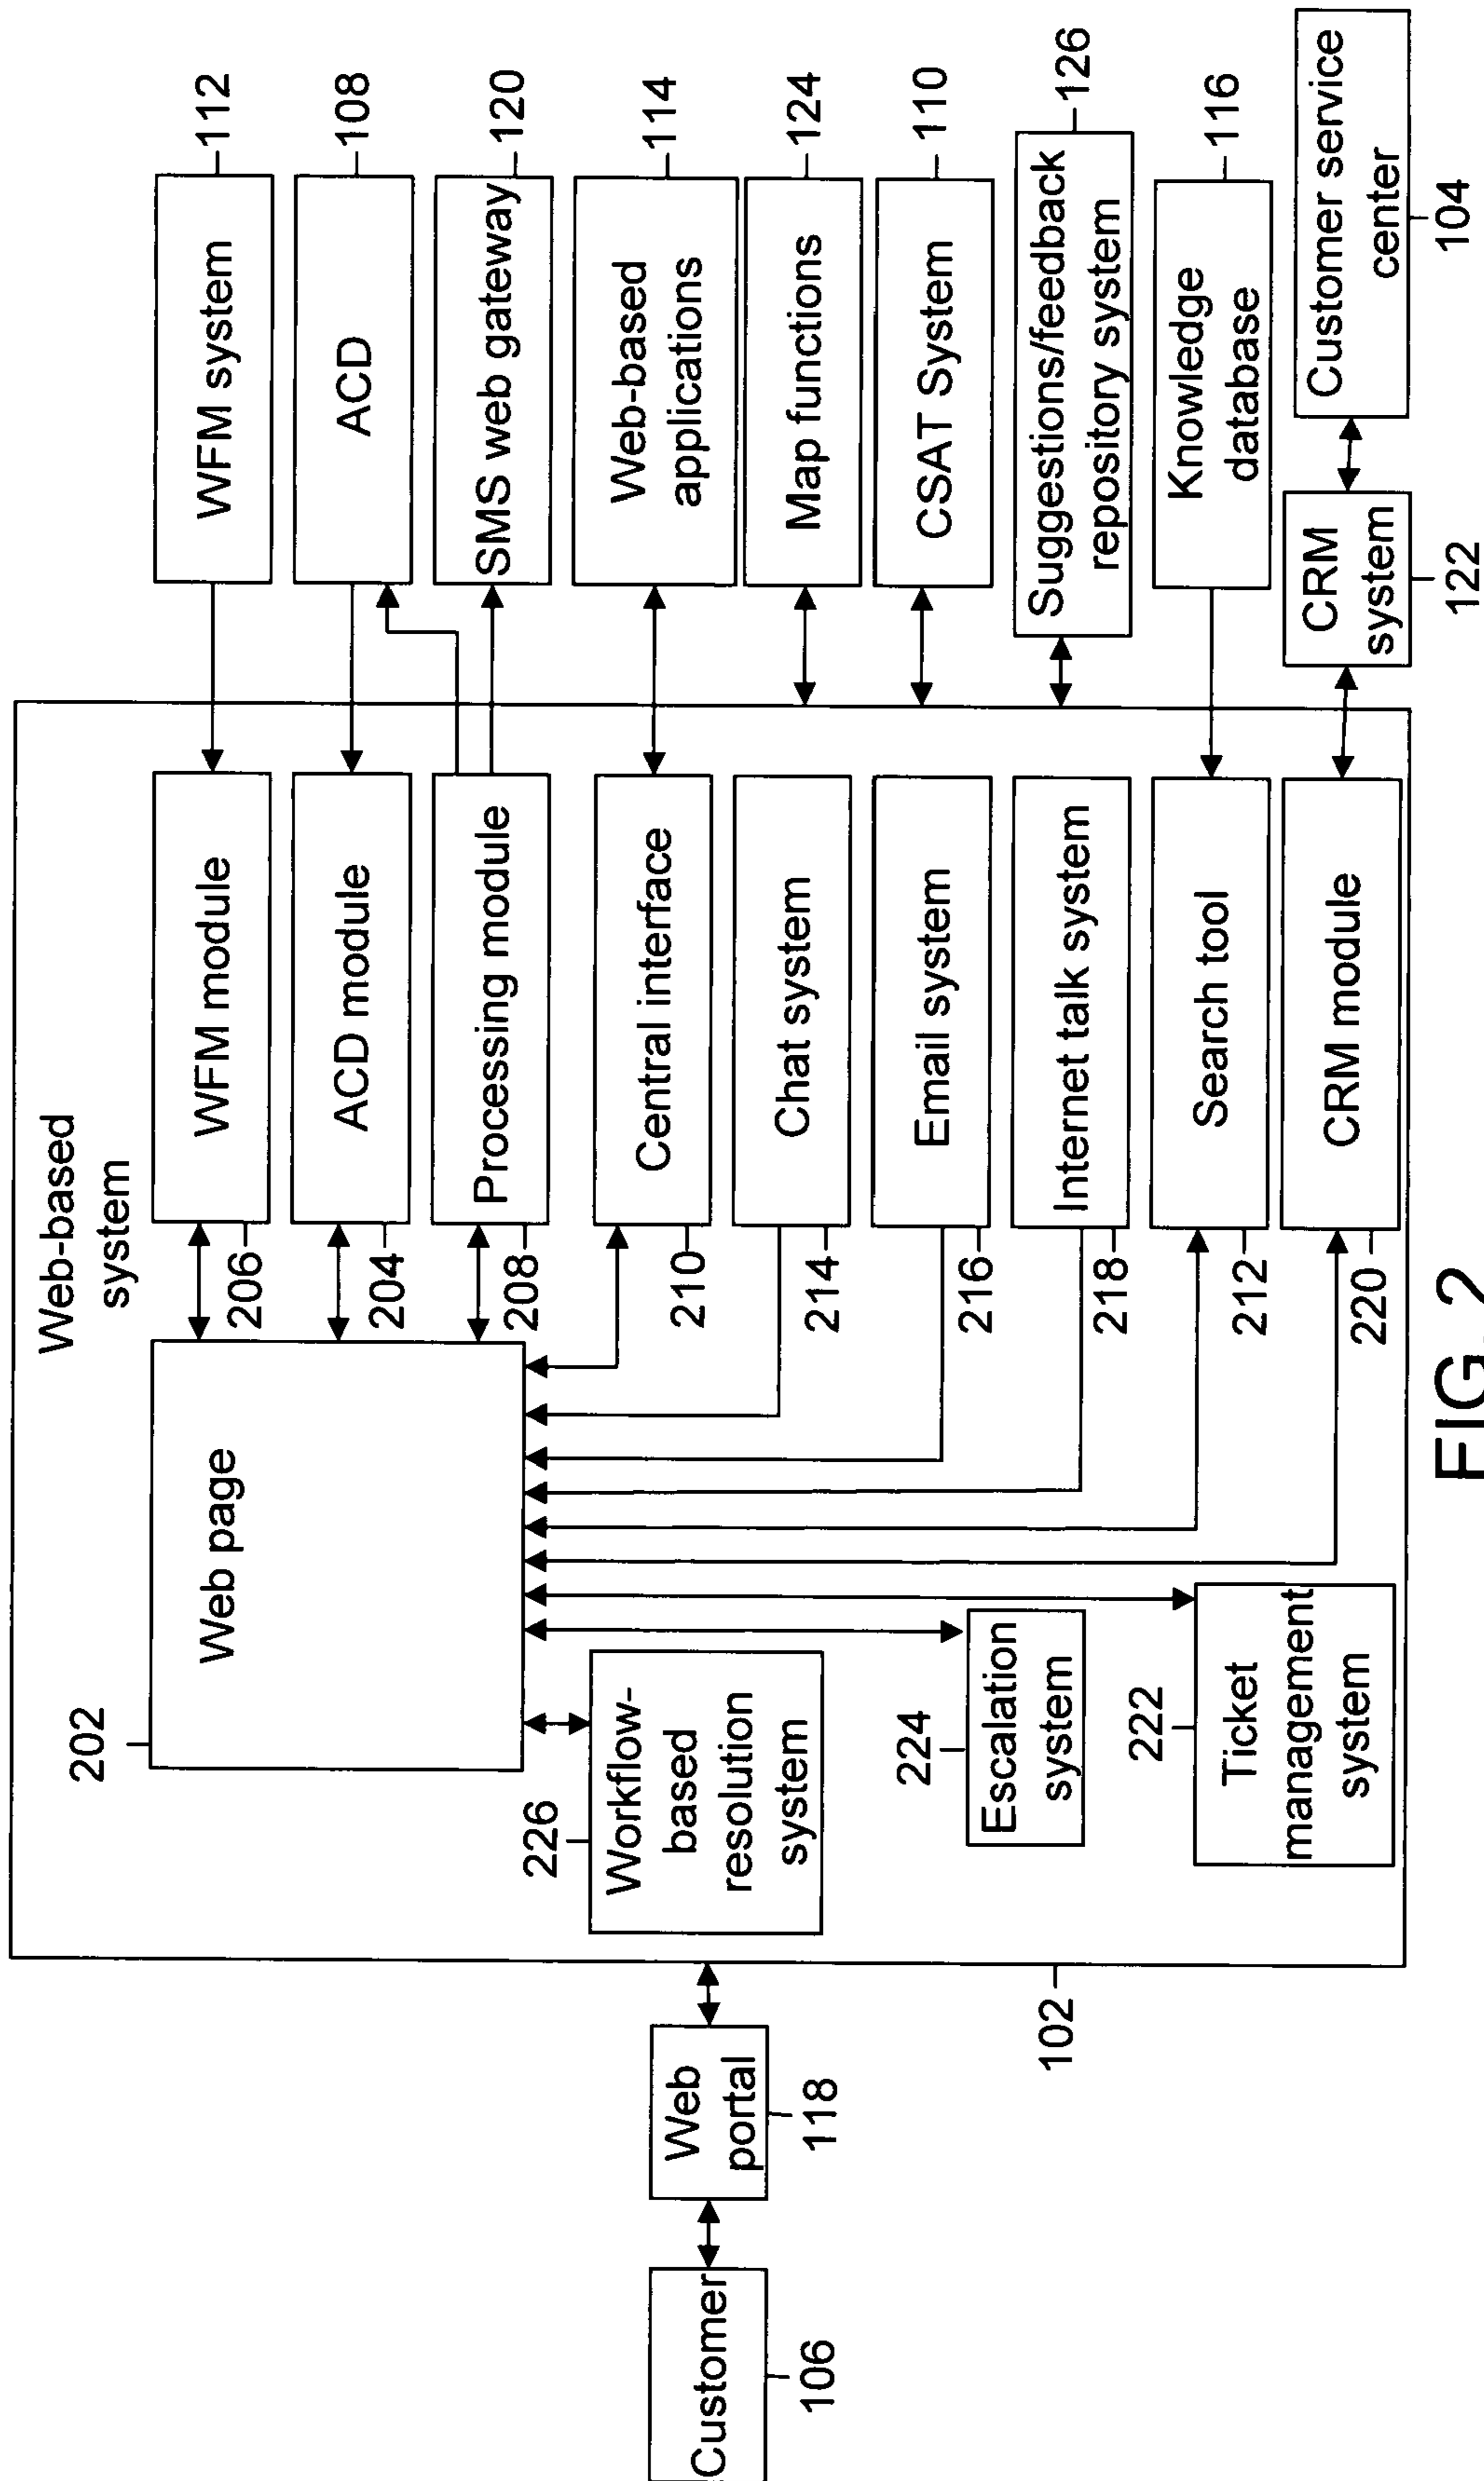 Web-based
system
202
Web page
WFM module
206
ACD module
204
Processing module
208
Central interface
210
Chat system
214
Email system
216
Internet talk system
218
Search tool
212
CRM module
220
226
Workflow-
based
resolution
system
224
Escalation
system
222
Ticket
management
system
102
Customer
106
Web
portal
118
WFM system
112
ACD
108
SMS web gateway
120
Web-based
applications
114
Map functions
124
CSAT System
110
Suggestions/feedback
repository system
126
Knowledge
database
116
CRM
system
122
Customer service
center
104
FIG. 2